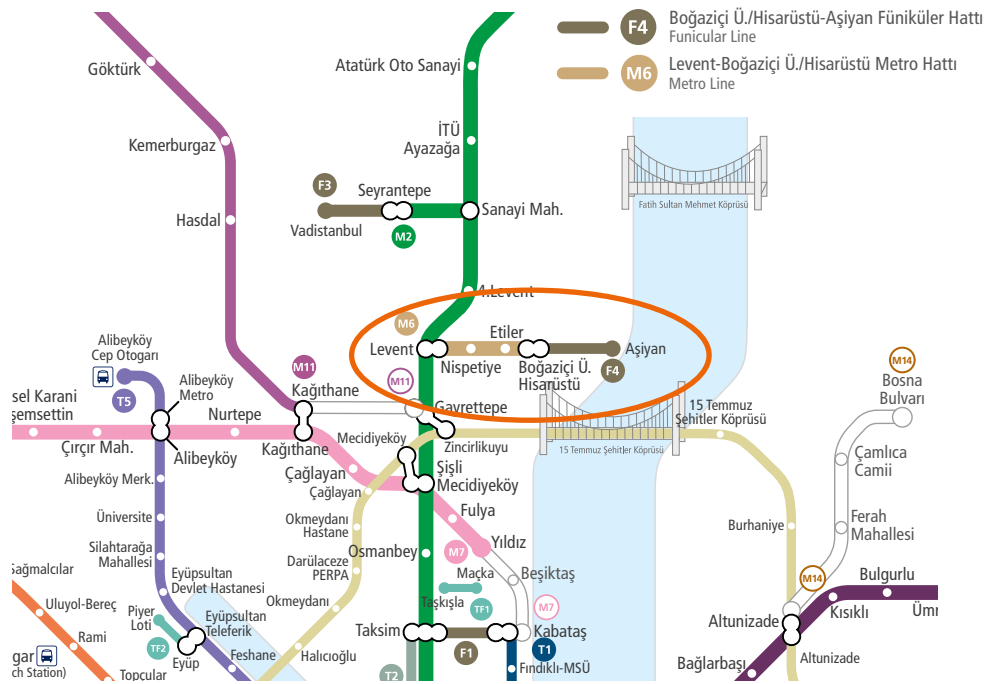 F4
Boğaziçi Ü./Hisarüstü-Aşiyan Füniküler Hattı
Funicular Line
M6
Levent-Boğaziçi Ü./Hisarüstü Metro Hattı
Metro Line
Göktürk
Atatürk Oto Sanayi
Kemerburgaz
İTÜ
Ayazağa
F3
Seyrantepe
Hasdal
Vadistanbul
M2
Sanayi Mah.
Fatih Sultan Mehmet Köprüsü
4.Levent
M6
Levent
Etiler
Nispetiye
Boğaziçi Ü.
Hisarüstü
F4
Aşiyan
Alibeyköy
Cep Otogarı
T5
Alibeyköy
Metro
M11
Kağıthane
M11
Gayrettepe
M14
Bosna
Bulvarı
sel Karani
şemsettin
Nurtepe
Çırçır Mah.
Alibeyköy
Kağıthane
Mecidiyeköy
Zincirlikuyu
15 Temmuz Şehitler Köprüsü
15 Temmuz
Şehitler Köprüsü
Çağlayan
Çağlayan
Şişli
Mecidiyeköy
Çamlıca
Camii
Alibeyköy Merk.
Üniversite
Okmeydanı
Hastane
Fulya
Burhaniye
Ferah
Mahallesi
Silahtarağa
Mahallesi
Darülaceze
PERPA
Osmanbey
M7
Yıldız
Sağmalcılar
Eyüpsultan
Devlet Hastanesi
Maçka
Beşiktaş
M14
Bulgurlu
Uluyol-Bereç
Piyer
Loti
Eyüpsultan
Teleferik
Okmeydanı
Taşkışla
TF1
M7
Kısıklı
Ümr
Rami
TF2
Eyüp
Taksim
F1
Kabataş
T1
Altunizade
gar
ch Station)
Topçular
Feshane
Halıcıoğlu
T2
Fındıklı-MSÜ
Bağlarbaşı
Altunizade